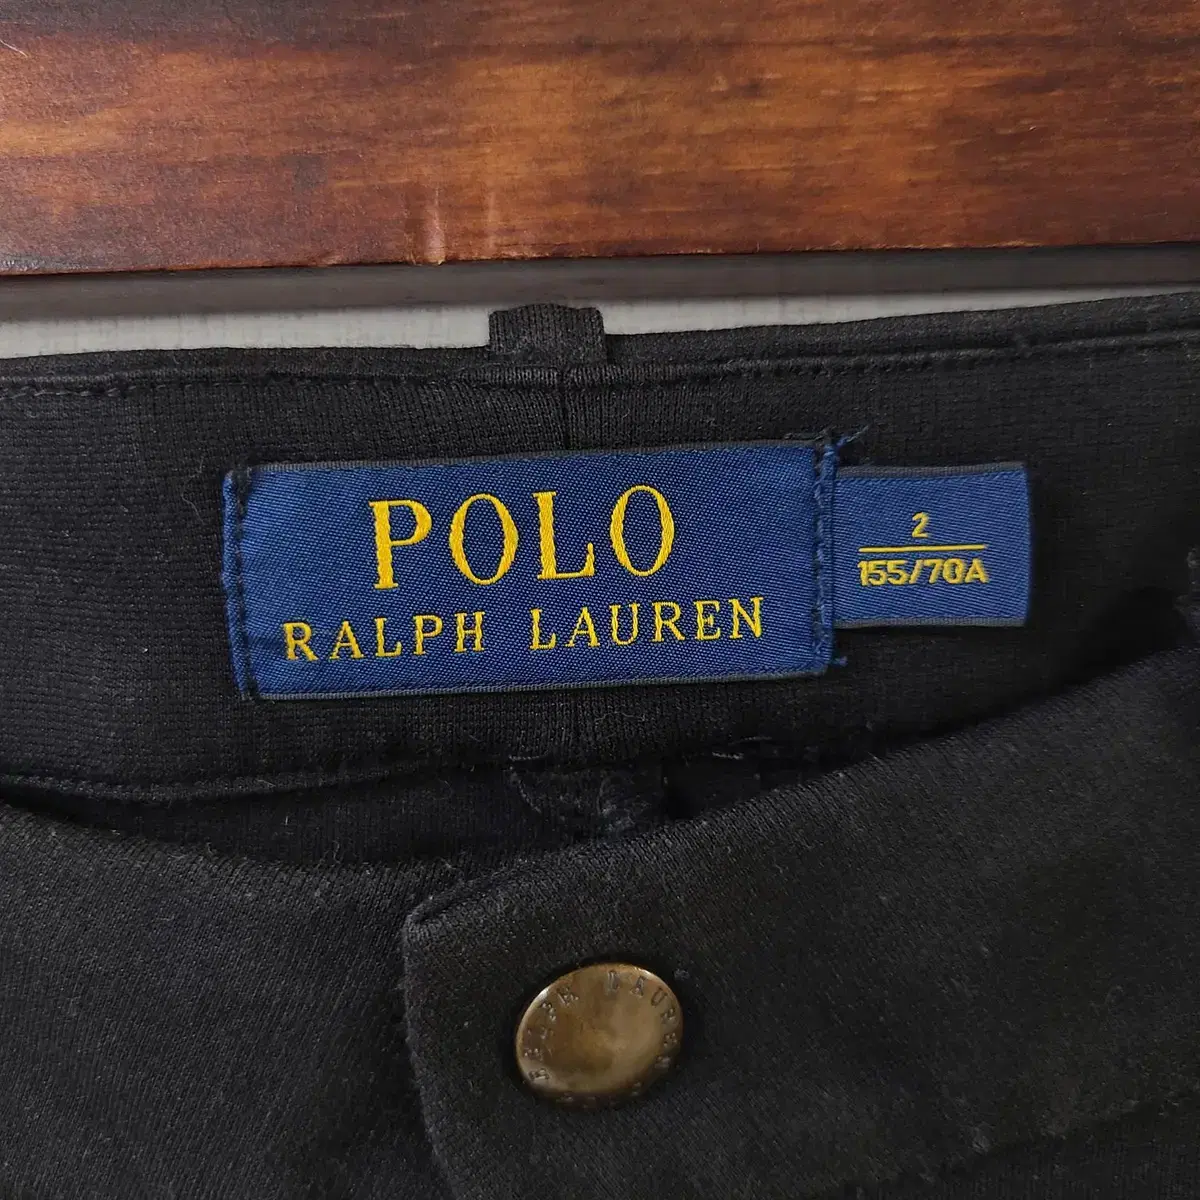 POLO
RALPH LAUREN
2
155/70A
RALPH LAUREN